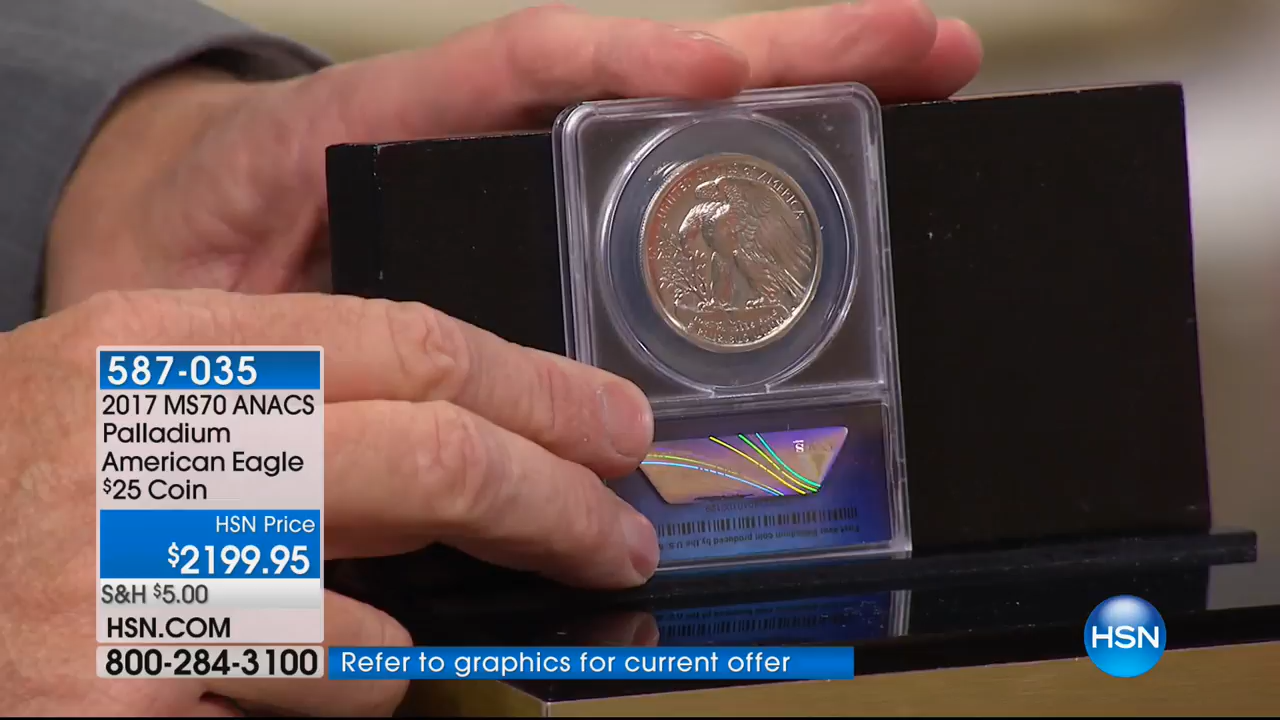 UNITED STATES OF AMERICA
587-035
2017 MS70 ANACS
Palladium
American Eagle
$25 Coin
HSN Price
$2199.95
S&H $5.00
HSN.COM
800-284-3100
Refer to graphics for current offer
HSN